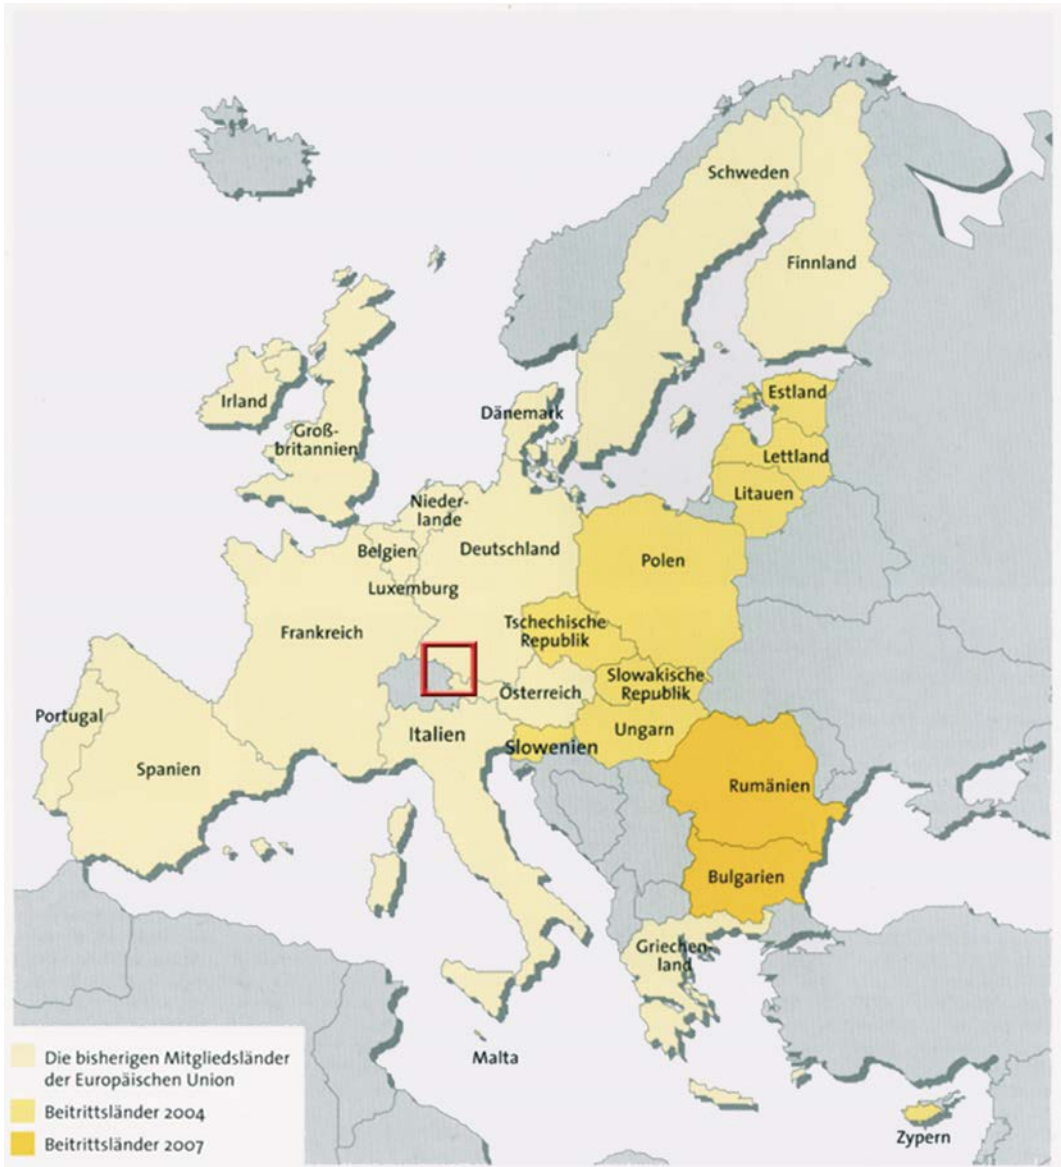 Schweden
Finnland
Estland
Irland
Dänemark
Groß-
britannien
Lettland
Litauen
Nieder-
lande
Belgien
Deutschland
Polen
Luxemburg
Frankreich
Tschechische
Republik
Slowakische
Republik
Österreich
Portugal
Ungarn
Italien
Slowenien
Spanien
Rumänien
Bulgarien
Griechen-
land
Malta
Zypern
Die bisherigen Mitgliedsländer
der Europäischen Union
Beitrittsländer 2004
Beitrittsländer 2007